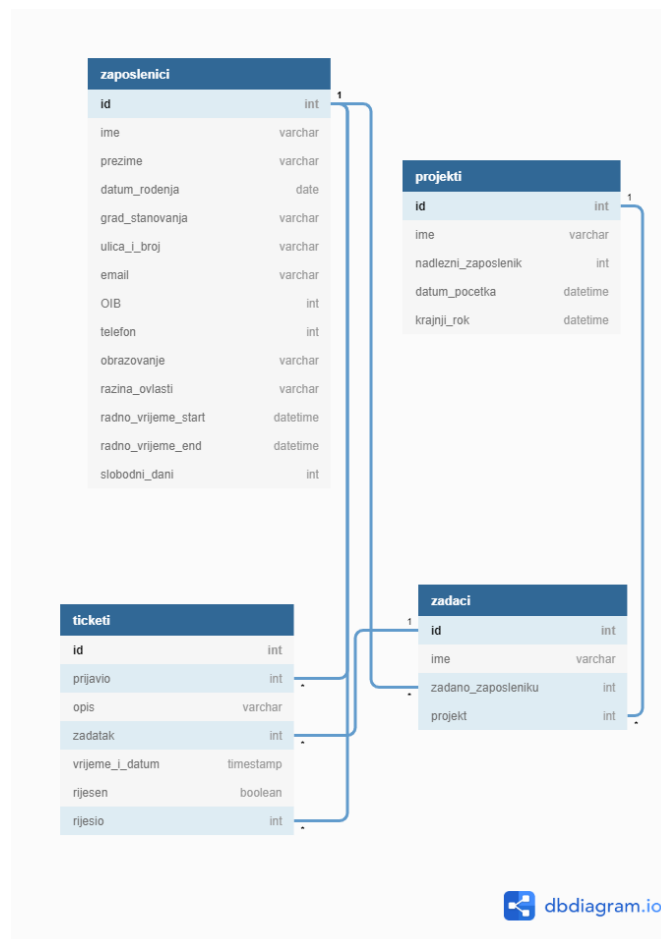 zaposlenici
id int
ime varchar
prezime varchar
datum_rodenja date
grad_stanovanja varchar
ulica_i_broj varchar
email varchar
OIB int
telefon int
obrazovanje varchar
razina_ovlasti varchar
radno_vrijeme_start datetime
radno_vrijeme_end datetime
slobodni_dani int
1
projekti
id int
ime varchar
nadlezni_zaposlenik int
datum_pocetka datetime
krajnji_rok datetime
1
ticketi
id int
prijavio int
opis varchar
zadatak int
vrijeme_i_datum timestamp
rijesen boolean
rijesio int
*
*
*
zadaci
id int
ime varchar
zadano_zaposleniku int
projekt int
1
*
*
dbdiagram.io